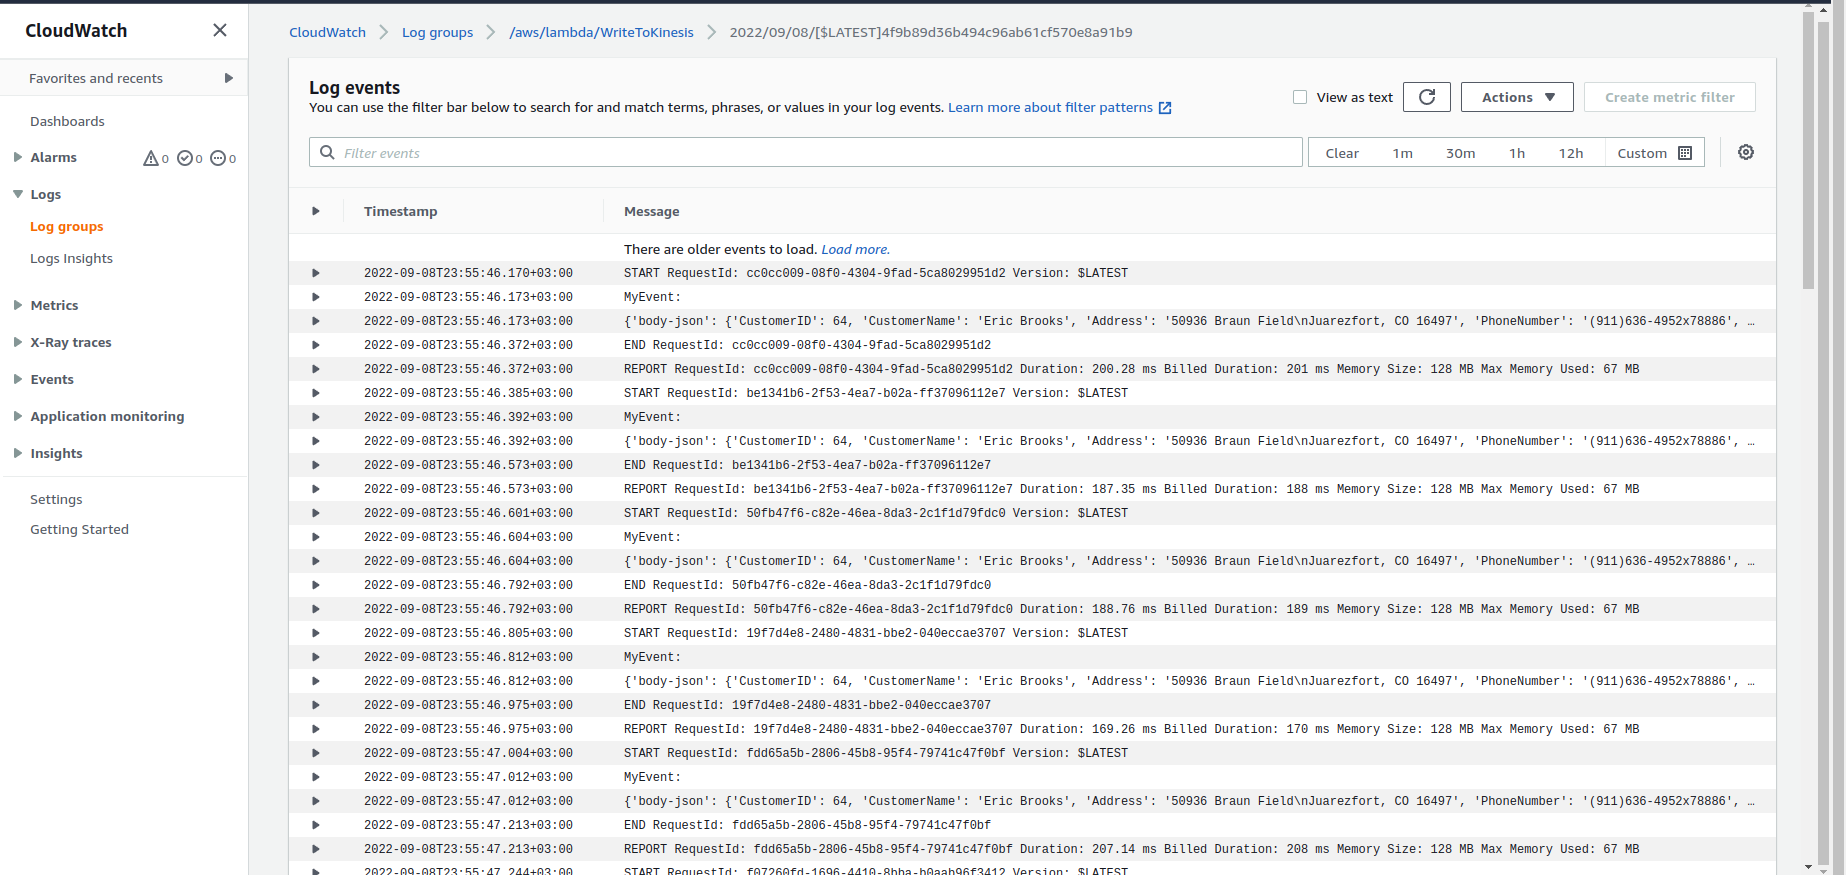 CloudWatch
Favorites and recents
Dashboards
Alarms 0 0 0
Logs
Log groups
Logs Insights
Metrics
X-Ray traces
Events
Application monitoring
Insights
Settings
Getting Started
CloudWatch Log groups /aws/lambda/WriteToKinesis 2022/09/08/[$LATEST]4f9b89d36b494c96ab61cf570e8a91b9
Log events
You can use the filter bar below to search for and match terms, phrases, or values in your log events. Learn more about filter patterns
View as text Actions Create metric filter
Filter events Clear 1m 30m 1h 12h Custom
Timestamp Message
There are older events to load. Load more.
2022-09-08T23:55:46.170+03:00 START RequestId: cc0cc009-08f0-4304-9fad-5ca8029951d2 Version: $LATEST
2022-09-08T23:55:46.173+03:00 MyEvent:
2022-09-08T23:55:46.173+03:00 {'body-json': {'CustomerID': 64, 'CustomerName': 'Eric Brooks', 'Address': '50936 Braun Field\nJuarezfort, CO 16497', 'PhoneNumber': '(911)636-4952x78886', …
2022-09-08T23:55:46.372+03:00 END RequestId: cc0cc009-08f0-4304-9fad-5ca8029951d2
2022-09-08T23:55:46.372+03:00 REPORT RequestId: cc0cc009-08f0-4304-9fad-5ca8029951d2 Duration: 200.28 ms Billed Duration: 201 ms Memory Size: 128 MB Max Memory Used: 67 MB
2022-09-08T23:55:46.385+03:00 START RequestId: be1341b6-2f53-4ea7-b02a-ff37096112e7 Version: $LATEST
2022-09-08T23:55:46.392+03:00 MyEvent:
2022-09-08T23:55:46.392+03:00 {'body-json': {'CustomerID': 64, 'CustomerName': 'Eric Brooks', 'Address': '50936 Braun Field\nJuarezfort, CO 16497', 'PhoneNumber': '(911)636-4952x78886', …
2022-09-08T23:55:46.573+03:00 END RequestId: be1341b6-2f53-4ea7-b02a-ff37096112e7
2022-09-08T23:55:46.573+03:00 REPORT RequestId: be1341b6-2f53-4ea7-b02a-ff37096112e7 Duration: 187.35 ms Billed Duration: 188 ms Memory Size: 128 MB Max Memory Used: 67 MB
2022-09-08T23:55:46.601+03:00 START RequestId: 50fb47f6-c82e-46ea-8da3-2c1f1d79fdc0 Version: $LATEST
2022-09-08T23:55:46.604+03:00 MyEvent:
2022-09-08T23:55:46.604+03:00 {'body-json': {'CustomerID': 64, 'CustomerName': 'Eric Brooks', 'Address': '50936 Braun Field\nJuarezfort, CO 16497', 'PhoneNumber': '(911)636-4952x78886', …
2022-09-08T23:55:46.792+03:00 END RequestId: 50fb47f6-c82e-46ea-8da3-2c1f1d79fdc0
2022-09-08T23:55:46.792+03:00 REPORT RequestId: 50fb47f6-c82e-46ea-8da3-2c1f1d79fdc0 Duration: 188.76 ms Billed Duration: 189 ms Memory Size: 128 MB Max Memory Used: 67 MB
2022-09-08T23:55:46.805+03:00 START RequestId: 19f7d4e8-2480-4831-bbe2-040eccae3707 Version: $LATEST
2022-09-08T23:55:46.812+03:00 MyEvent:
2022-09-08T23:55:46.812+03:00 {'body-json': {'CustomerID': 64, 'CustomerName': 'Eric Brooks', 'Address': '50936 Braun Field\nJuarezfort, CO 16497', 'PhoneNumber': '(911)636-4952x78886', …
2022-09-08T23:55:46.975+03:00 END RequestId: 19f7d4e8-2480-4831-bbe2-040eccae3707
2022-09-08T23:55:46.975+03:00 REPORT RequestId: 19f7d4e8-2480-4831-bbe2-040eccae3707 Duration: 169.26 ms Billed Duration: 170 ms Memory Size: 128 MB Max Memory Used: 67 MB
2022-09-08T23:55:47.004+03:00 START RequestId: fdd65a5b-2806-45b8-95f4-79741c47f0bf Version: $LATEST
2022-09-08T23:55:47.012+03:00 MyEvent:
2022-09-08T23:55:47.012+03:00 {'body-json': {'CustomerID': 64, 'CustomerName': 'Eric Brooks', 'Address': '50936 Braun Field\nJuarezfort, CO 16497', 'PhoneNumber': '(911)636-4952x78886', …
2022-09-08T23:55:47.213+03:00 END RequestId: fdd65a5b-2806-45b8-95f4-79741c47f0bf
2022-09-08T23:55:47.213+03:00 REPORT RequestId: fdd65a5b-2806-45b8-95f4-79741c47f0bf Duration: 207.14 ms Billed Duration: 208 ms Memory Size: 128 MB Max Memory Used: 67 MB
2022-09-08T23:55:47.244+03:00 START RequestId: f07260fd-1696-4410-8bba-b0aab96f3412 Version: $LATEST